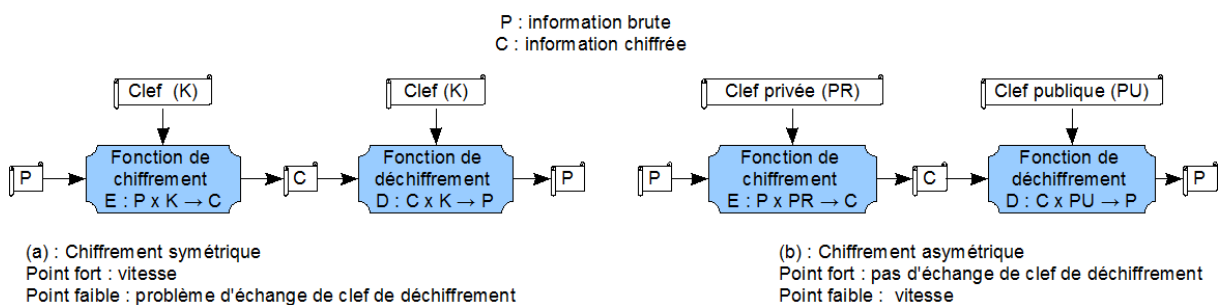 P : information brute
C : information chiffrée
Clef (K)
Clef (K)
P
Fonction de
chiffrement
E : P x K → C
C
Fonction de
déchiffrement
D : C x K → P
P
(a) : Chiffrement symétrique
Point fort : vitesse
Point faible : problème d'échange de clef de déchiffrement
Clef privée (PR)
Clef publique (PU)
P
Fonction de
chiffrement
E : P x PR → C
C
Fonction de
déchiffrement
D : C x PU → P
P
(b) : Chiffrement asymétrique
Point fort : pas d'échange de clef de déchiffrement
Point faible : vitesse